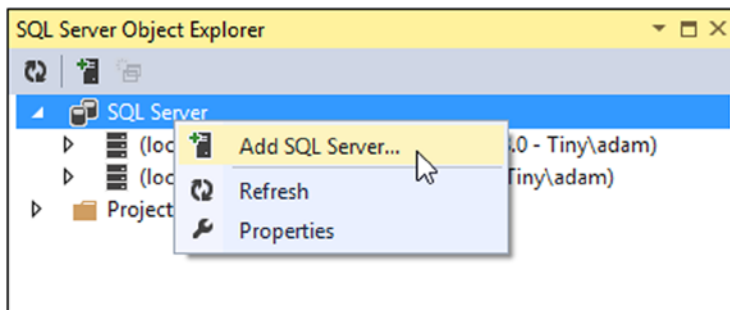 SQL Server Object Explorer
SQL Server
(loc
.0 - Tiny\adam)
(loc
Tiny\adam)
Project
Add SQL Server...
Refresh
Properties